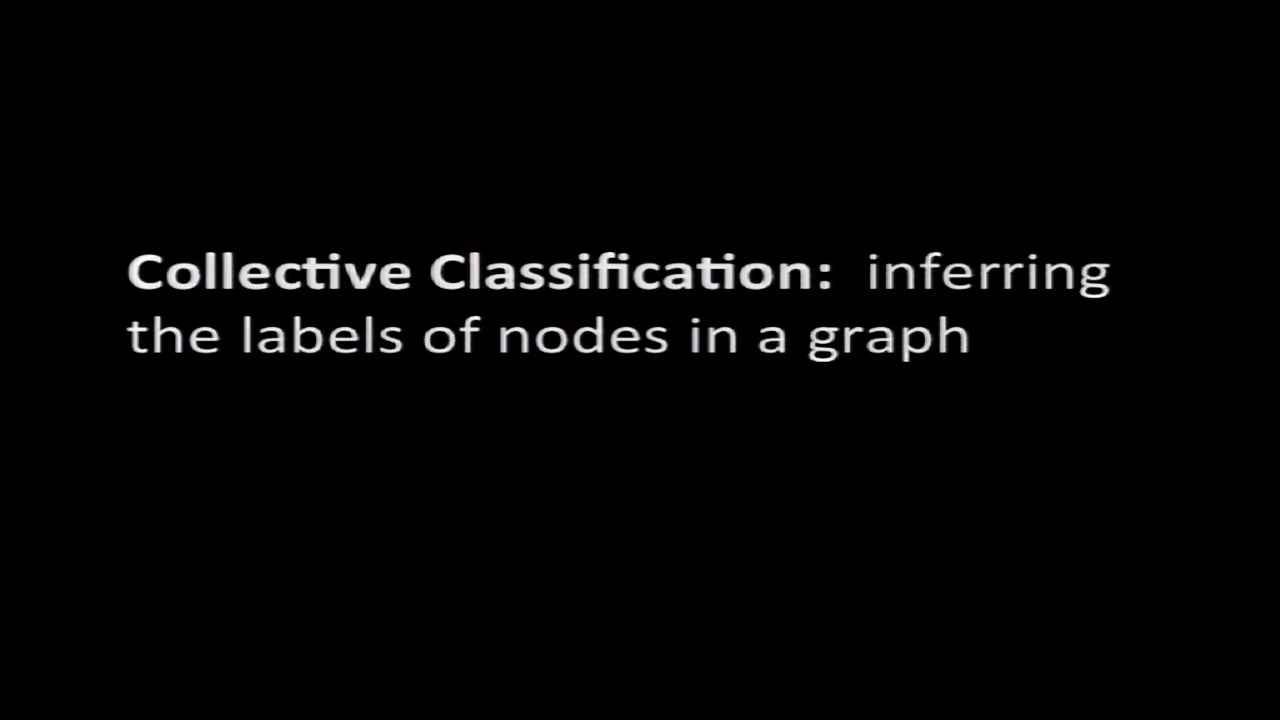 Collective Classification: inferring
the labels of nodes in a graph